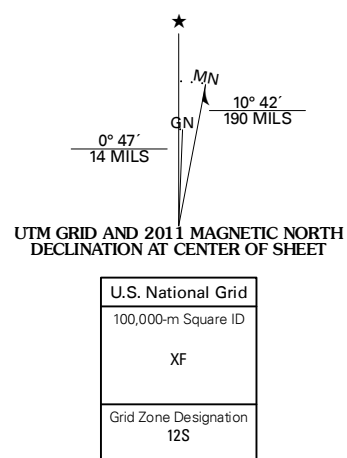 ★
MN
GN
10° 42´
190 MILS
0° 47´
14 MILS
UTM GRID AND 2011 MAGNETIC NORTH
DECLINATION AT CENTER OF SHEET
U.S. National Grid
100,000-m Square ID
XF
Grid Zone Designation
12S